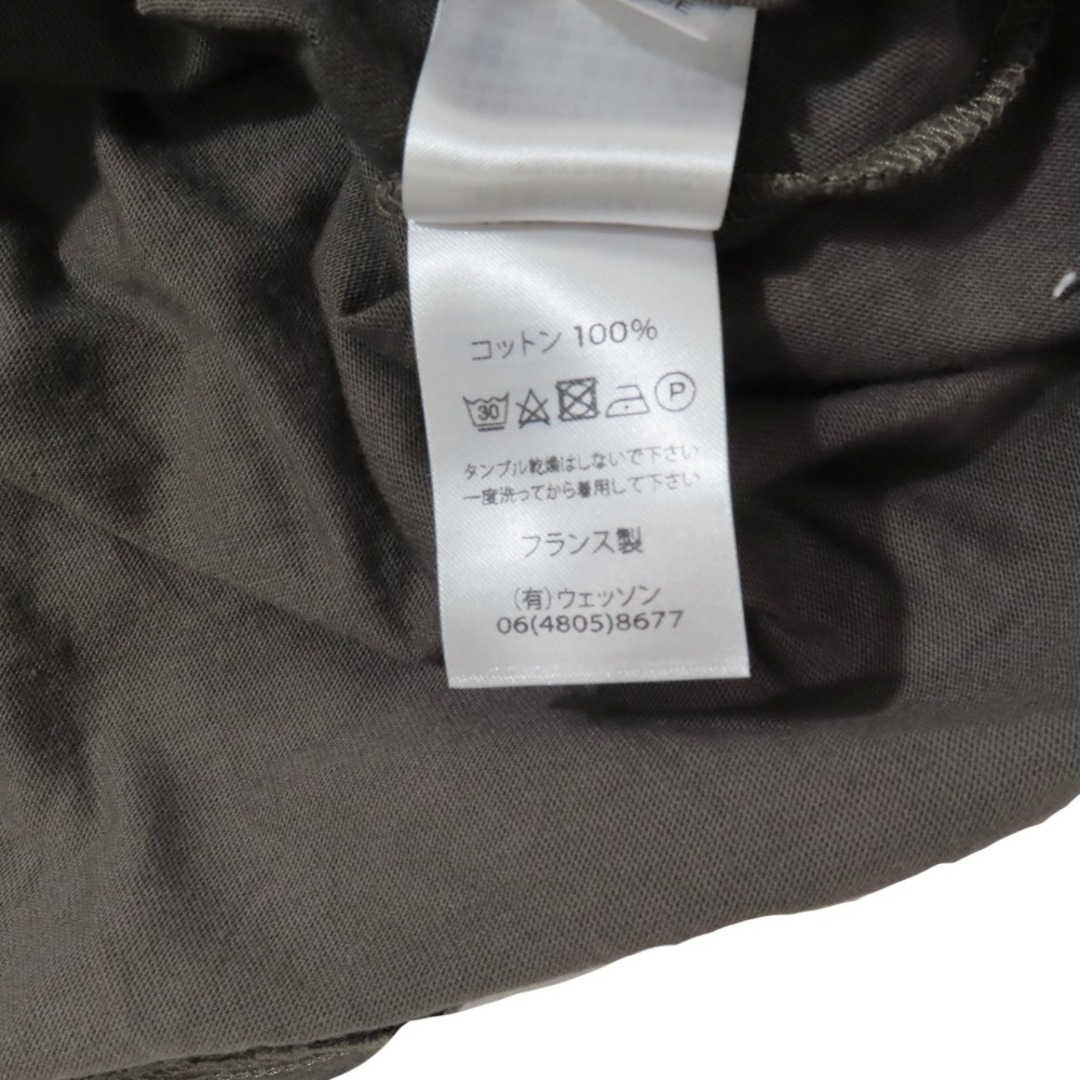 コットン 100%
30 P
タンブル乾燥はしないで下さい
一度洗ってから着用して下さい
フランス製
(有)ウェッソン
06(4805)8677